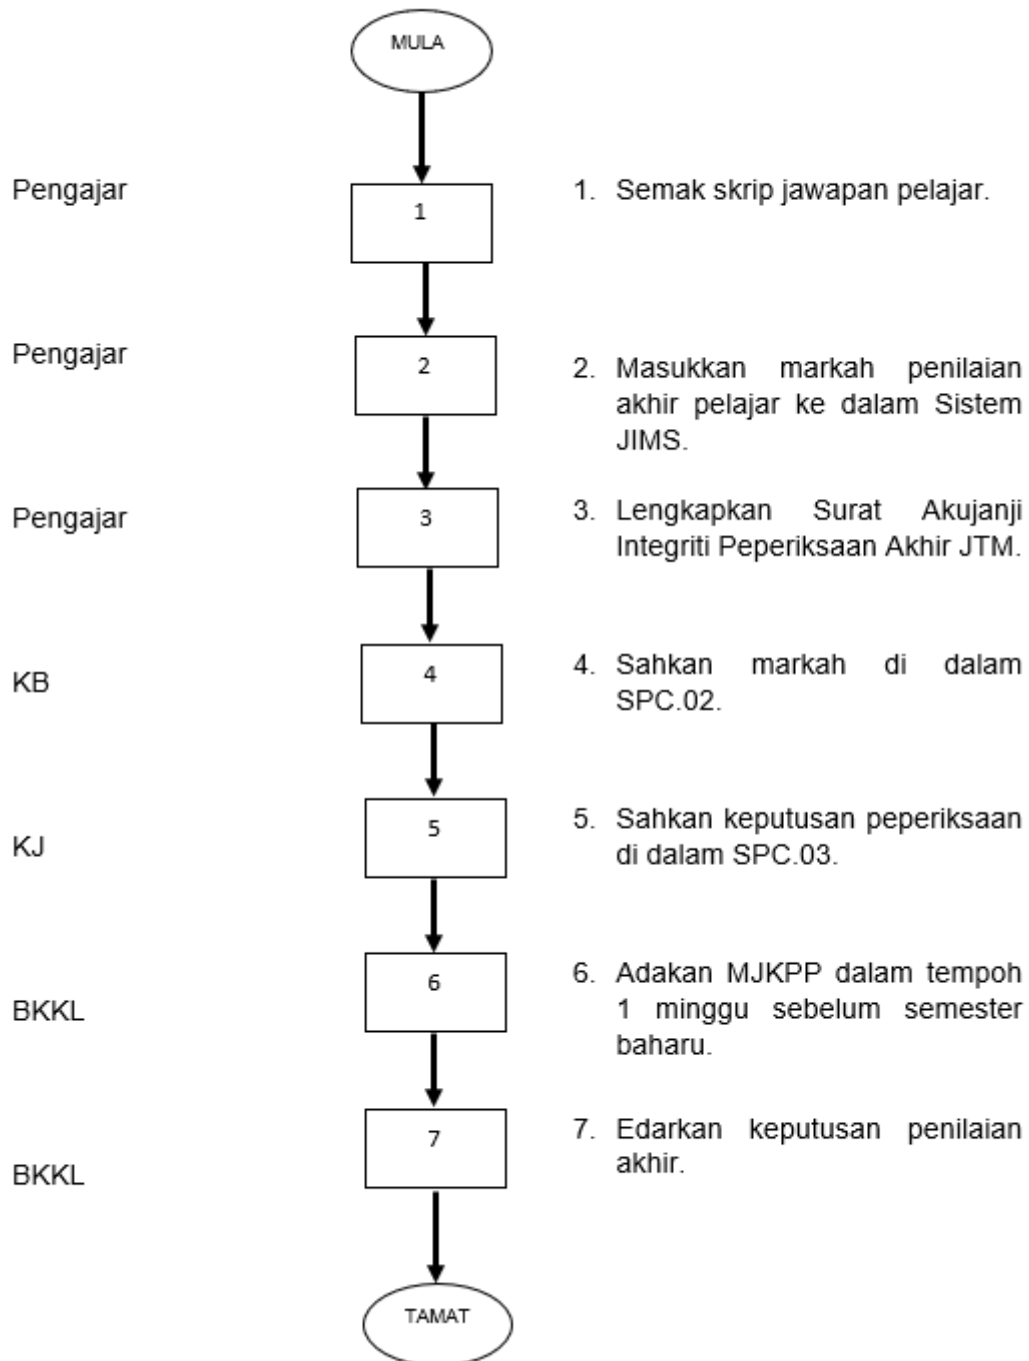 MULA
Pengajar
1
1. Semak skrip jawapan pelajar.
Pengajar
2
2. Masukkan markah penilaian
akhir pelajar ke dalam Sistem
JIMS.
Pengajar
3
3. Lengkapkan Surat Akujanji
Integriti Peperiksaan Akhir JTM.
KB
4
4. Sahkan markah di dalam
SPC.02.
KJ
5
5. Sahkan keputusan peperiksaan
di dalam SPC.03.
BKKL
6
6. Adakan MJKPP dalam tempoh
1 minggu sebelum semester
baharu.
BKKL
7
7. Edarkan keputusan penilaian
akhir.
TAMAT